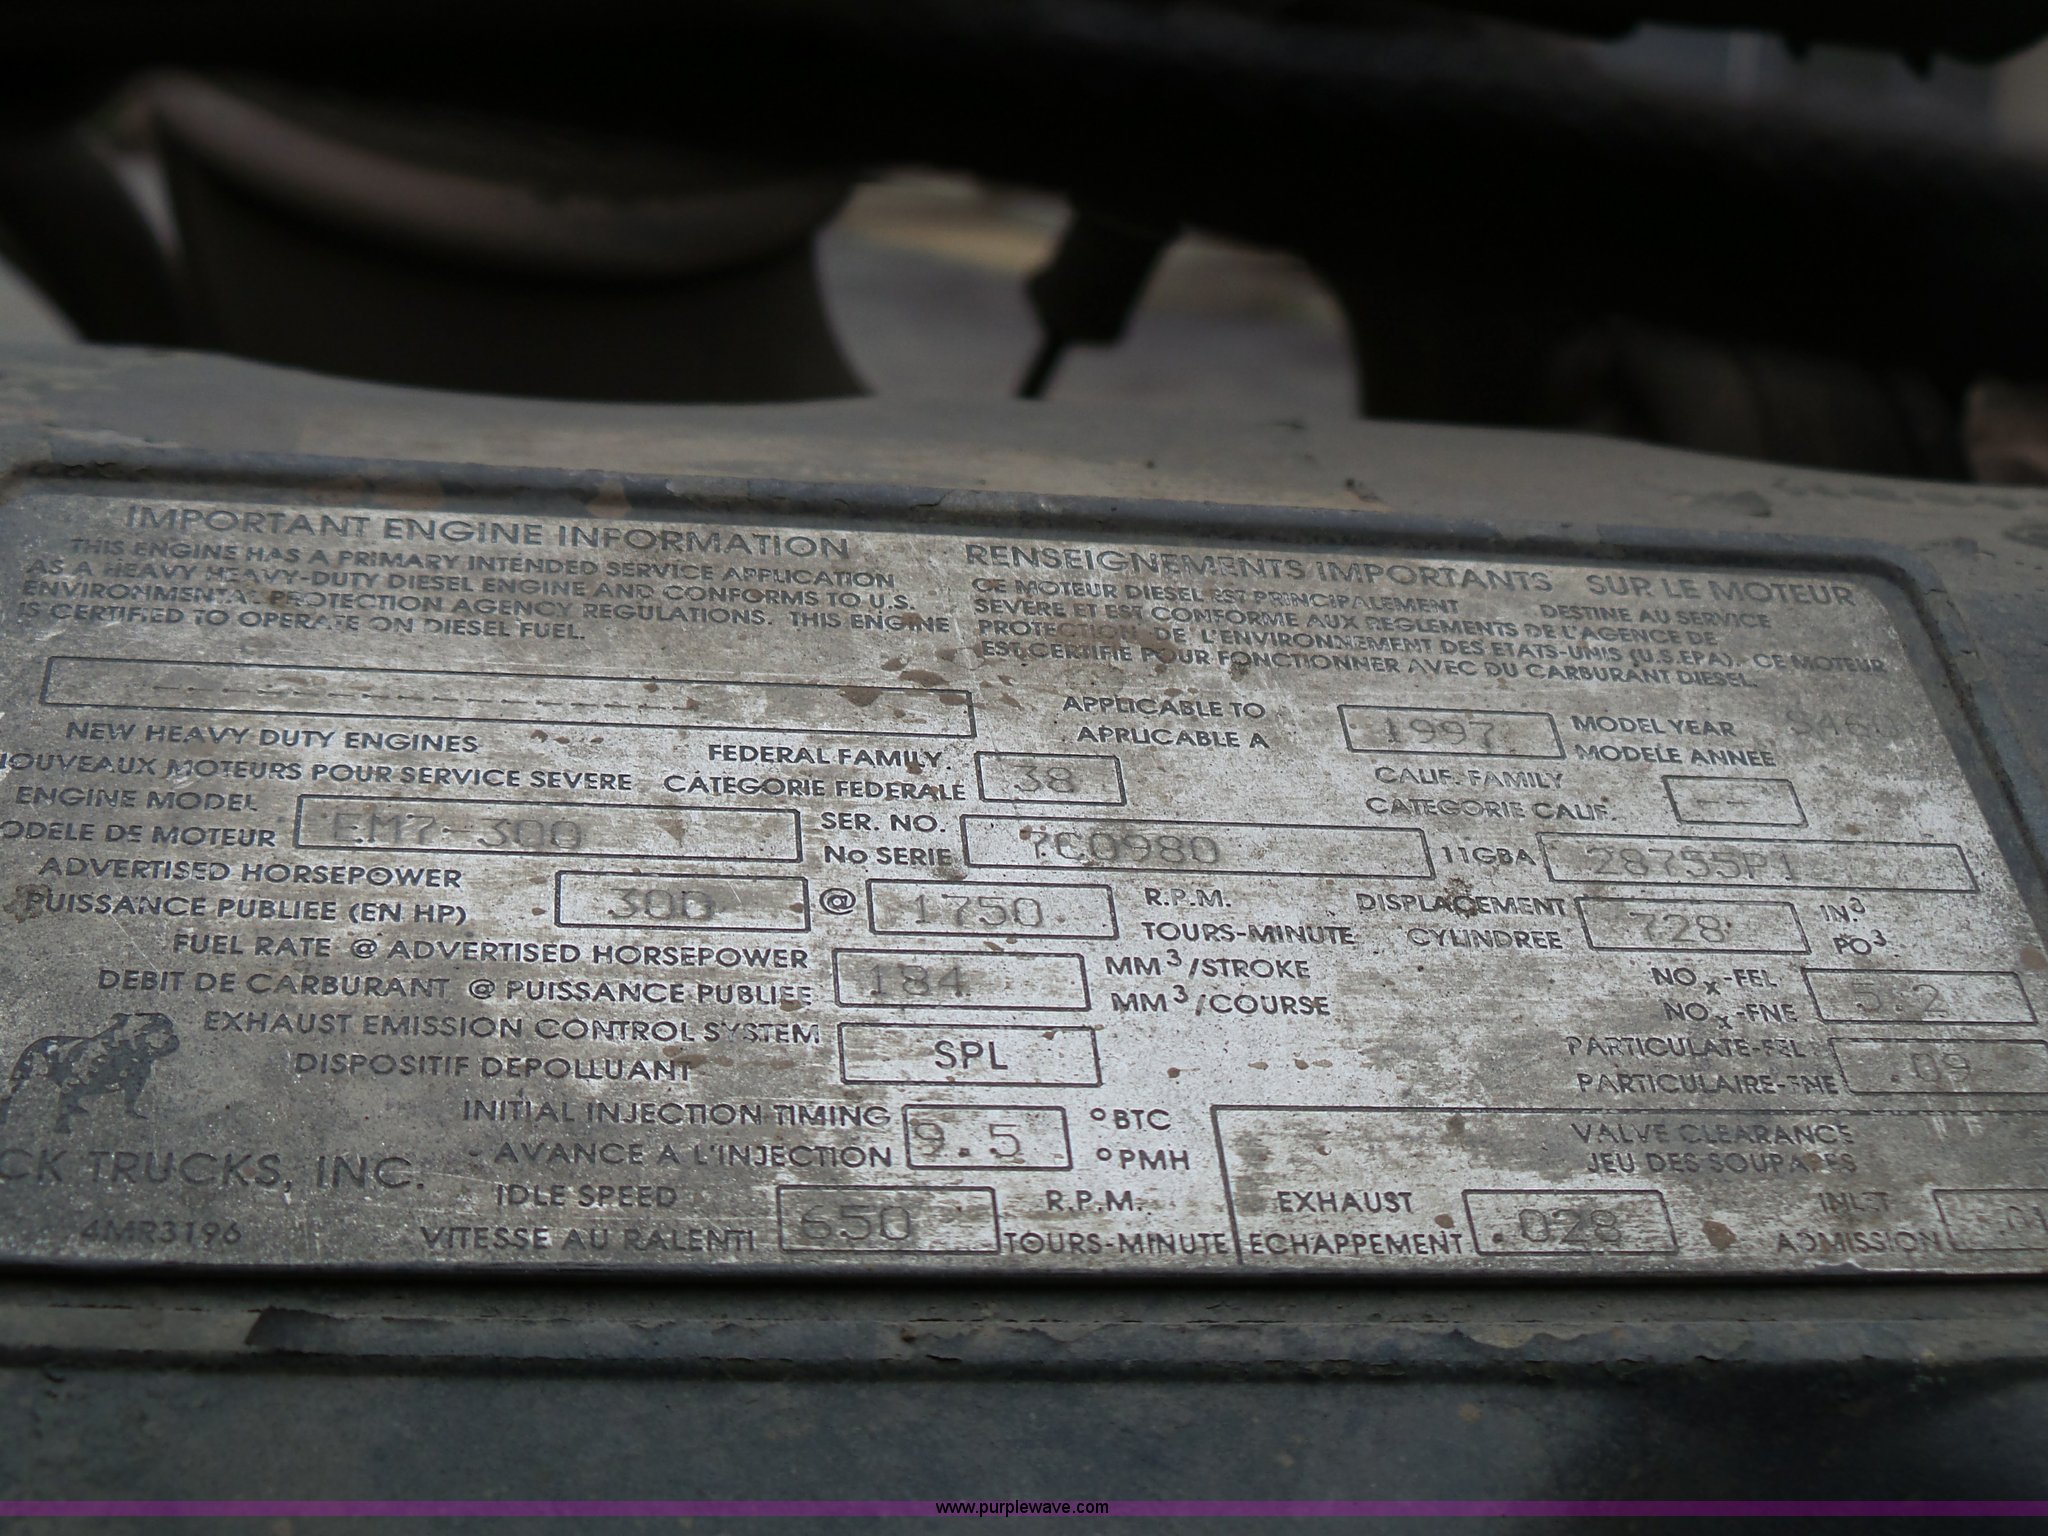 IMPORTANT ENGINE INFORMATION
THIS ENGINE HAS A PRIMARY INTENDED SERVICE APPLICATION
AS A HEAVY HEAVY-DUTY DIESEL ENGINE AND CONFORMS TO U.S.
ENVIRONMENTAL PROTECTION AGENCY REGULATIONS. THIS ENGINE
IS CERTIFIED TO OPERATE ON DIESEL FUEL.
RENSEIGNEMENTS IMPORTANTS SUR LE MOTEUR
CE MOTEUR DIESEL EST PRINCIPALEMENT DESTINE AU SERVICE
SEVERE ET EST CONFORME AUX REGLEMENTS DE L'AGENCE DE
PROTECTION DE L'ENVIRONNEMENT DES ETATS-UNIS (U.S.EPA). CE MOTEUR
EST CERTIFIE POUR FONCTIONNER AVEC DU CARBURANT DIESEL.
NEW HEAVY DUTY ENGINES
NOUVEAUX MOTEURS POUR SERVICE SEVERE
FEDERAL FAMILY
CATEGORIE FEDERALE
38
APPLICABLE TO
APPLICABLE A
1997
MODEL YEAR
MODELE ANNEE
CALIF. FAMILY
CATEGORIE CALIF.
--
ENGINE MODEL
ODELE DE MOTEUR
EM7-300
SER. NO.
No SERIE
7C0980
11GBA
28755P1
ADVERTISED HORSEPOWER
PUISSANCE PUBLIEE (EN HP)
300
@
1750
R.P.M.
TOURS-MINUTE
DISPLACEMENT
CYLINDREE
728
IN.3
PO3
FUEL RATE @ ADVERTISED HORSEPOWER
DEBIT DE CARBURANT @ PUISSANCE PUBLIEE
184
MM3/STROKE
MM3/COURSE
NOx-FEL
NOx-FNE
5.2
EXHAUST EMISSION CONTROL SYSTEM
DISPOSITIF DEPOLLUANT
SPL
PARTICULATE-FEL
PARTICULAIRE-FNE
.09
INITIAL INJECTION TIMING
AVANCE A L'INJECTION
9.5
°BTC
°PMH
VALVE CLEARANCE
JEU DES SOUPAPES
CK TRUCKS, INC.
4MR3196
IDLE SPEED
VITESSE AU RALENTI
650
R.P.M.
TOURS-MINUTE
EXHAUST
ECHAPPEMENT
.028
INLET
ADMISSION
www.purplewave.com